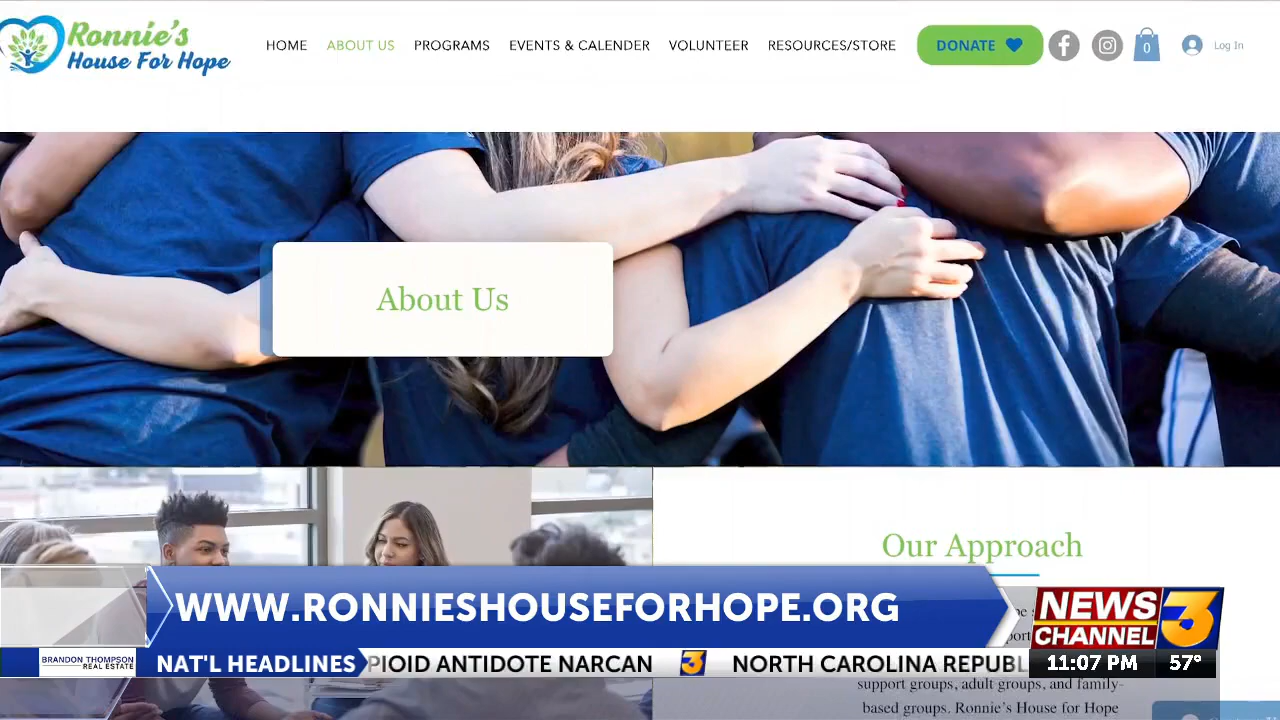 Ronnie's
House For Hope
HOME ABOUT US PROGRAMS EVENTS & CALENDER VOLUNTEER RESOURCES/STORE DONATE 0 Log In
About Us
Our Approach
WWW.RONNIESHOUSEFORHOPE.ORG
NEWS
CHANNEL 3
BRANDON THOMPSON
REAL ESTATE
NAT'L HEADLINES PIOID ANTIDOTE NARCAN 3 NORTH CAROLINA REPUBL
11:07 PM 57°
support groups, adult groups, and family-
based groups. Ronnie's House for Hope